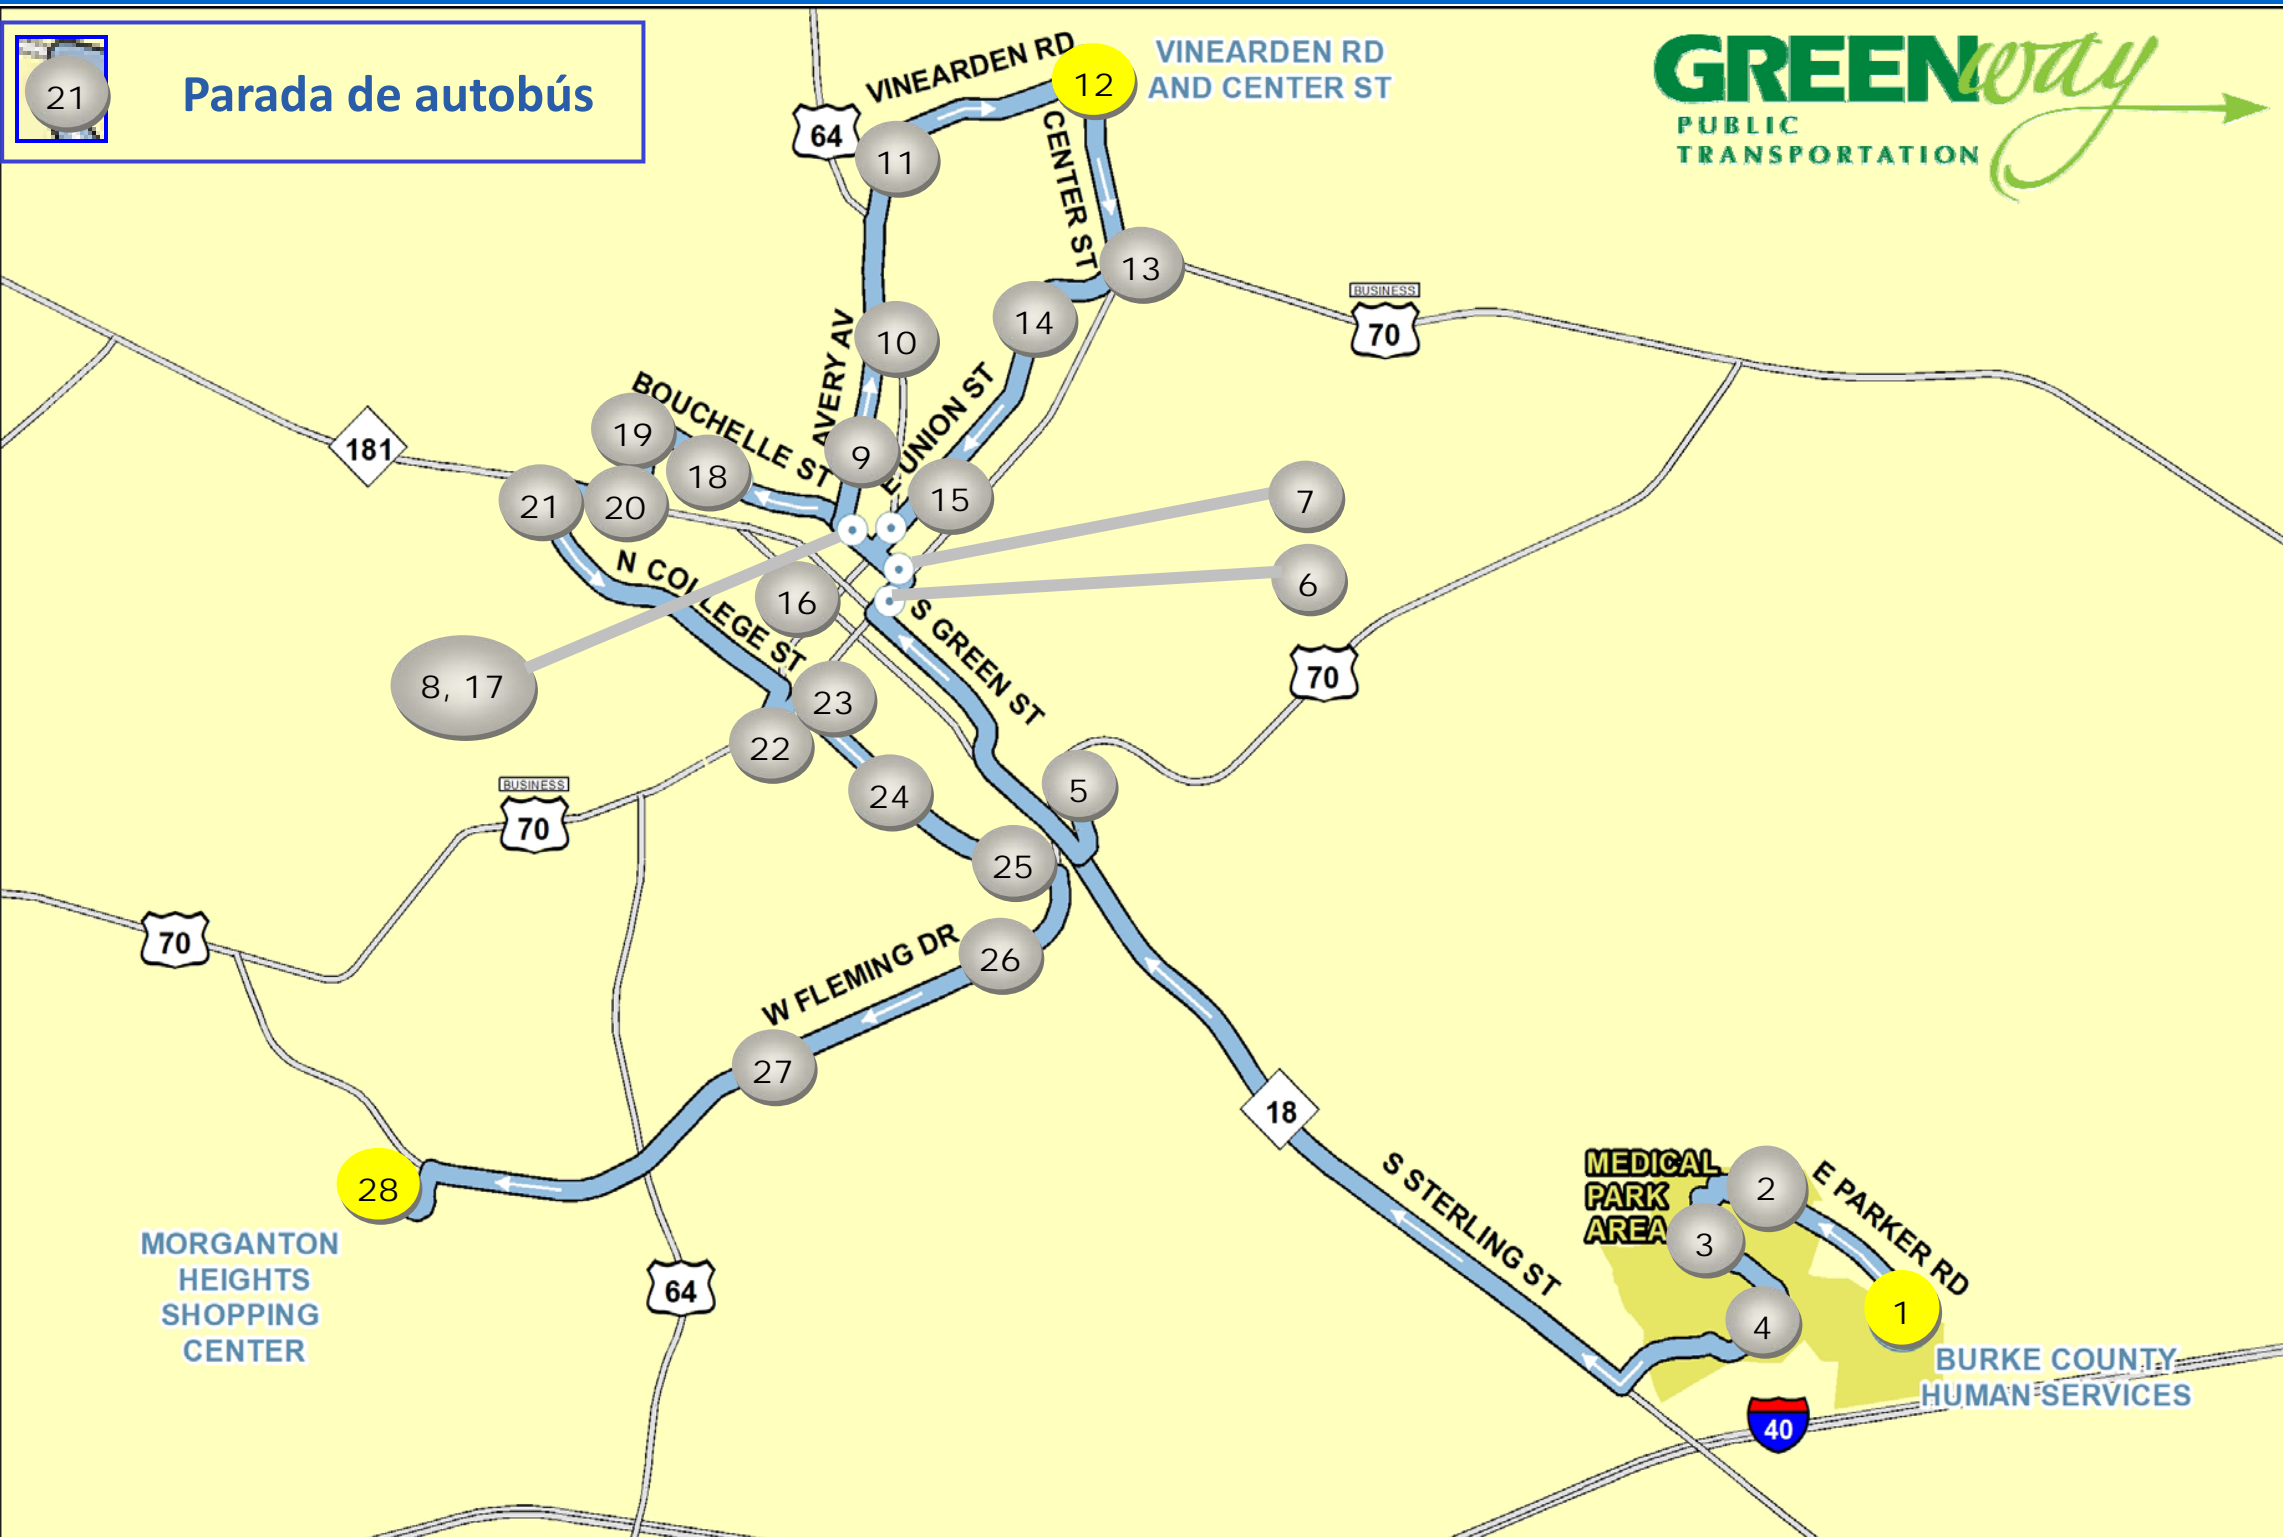 21
Parada de autobús
GREENway
PUBLIC
TRANSPORTATION
VINEARDEN RD
12
VINEARDEN RD
AND CENTER ST
64
11
CENTER ST
13
BUSINESS
70
14
10
AVERY AV
E UNION ST
BOUCHELLE ST
19
181
9
18
15
7
21
20
N COLLEGE ST
16
6
S GREEN ST
8, 17
70
23
22
BUSINESS
70
24
5
25
70
W FLEMING DR
26
27
18
28
S STERLING ST
MEDICAL
PARK
AREA
2
E PARKER RD
3
4
1
MORGANTON
HEIGHTS
SHOPPING
CENTER
64
BURKE COUNTY
HUMAN SERVICES
40